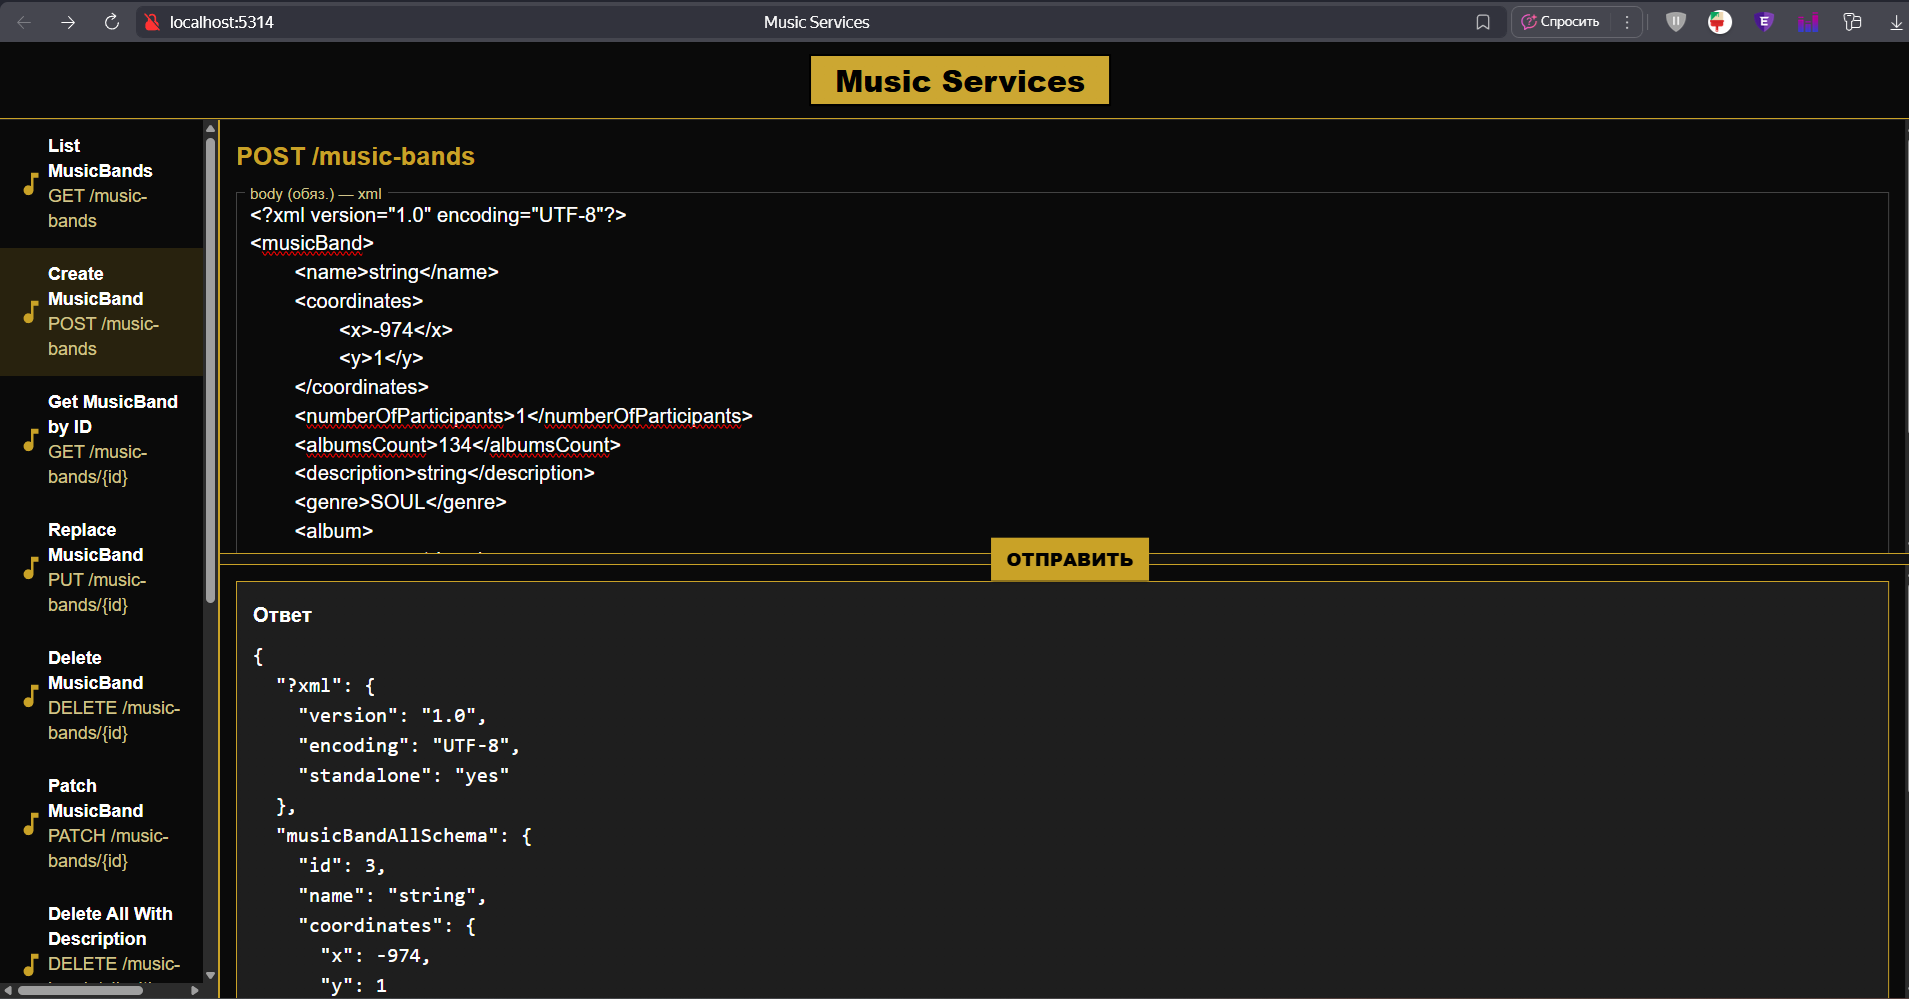 localhost:5314
Music Services
Спросить
E
Music Services
List
MusicBands
GET /music-
bands
Create
MusicBand
POST /music-
bands
Get MusicBand
by ID
GET /music-
bands/{id}
Replace
MusicBand
PUT /music-
bands/{id}
Delete
MusicBand
DELETE /music-
bands/{id}
Patch
MusicBand
PATCH /music-
bands/{id}
Delete All With
Description
DELETE /music-
POST /music-bands
body (обяз.) — xml
<?xml version="1.0" encoding="UTF-8"?>
<musicBand>
<name>string</name>
<coordinates>
<x>-974</x>
<y>1</y>
</coordinates>
<numberOfParticipants>1</numberOfParticipants>
<albumsCount>134</albumsCount>
<description>string</description>
<genre>SOUL</genre>
<album>
ОТПРАВИТЬ
Ответ
{
"?xml": {
"version": "1.0",
"encoding": "UTF-8",
"standalone": "yes"
},
"musicBandAllSchema": {
"id": 3,
"name": "string",
"coordinates": {
"x": -974,
"y": 1